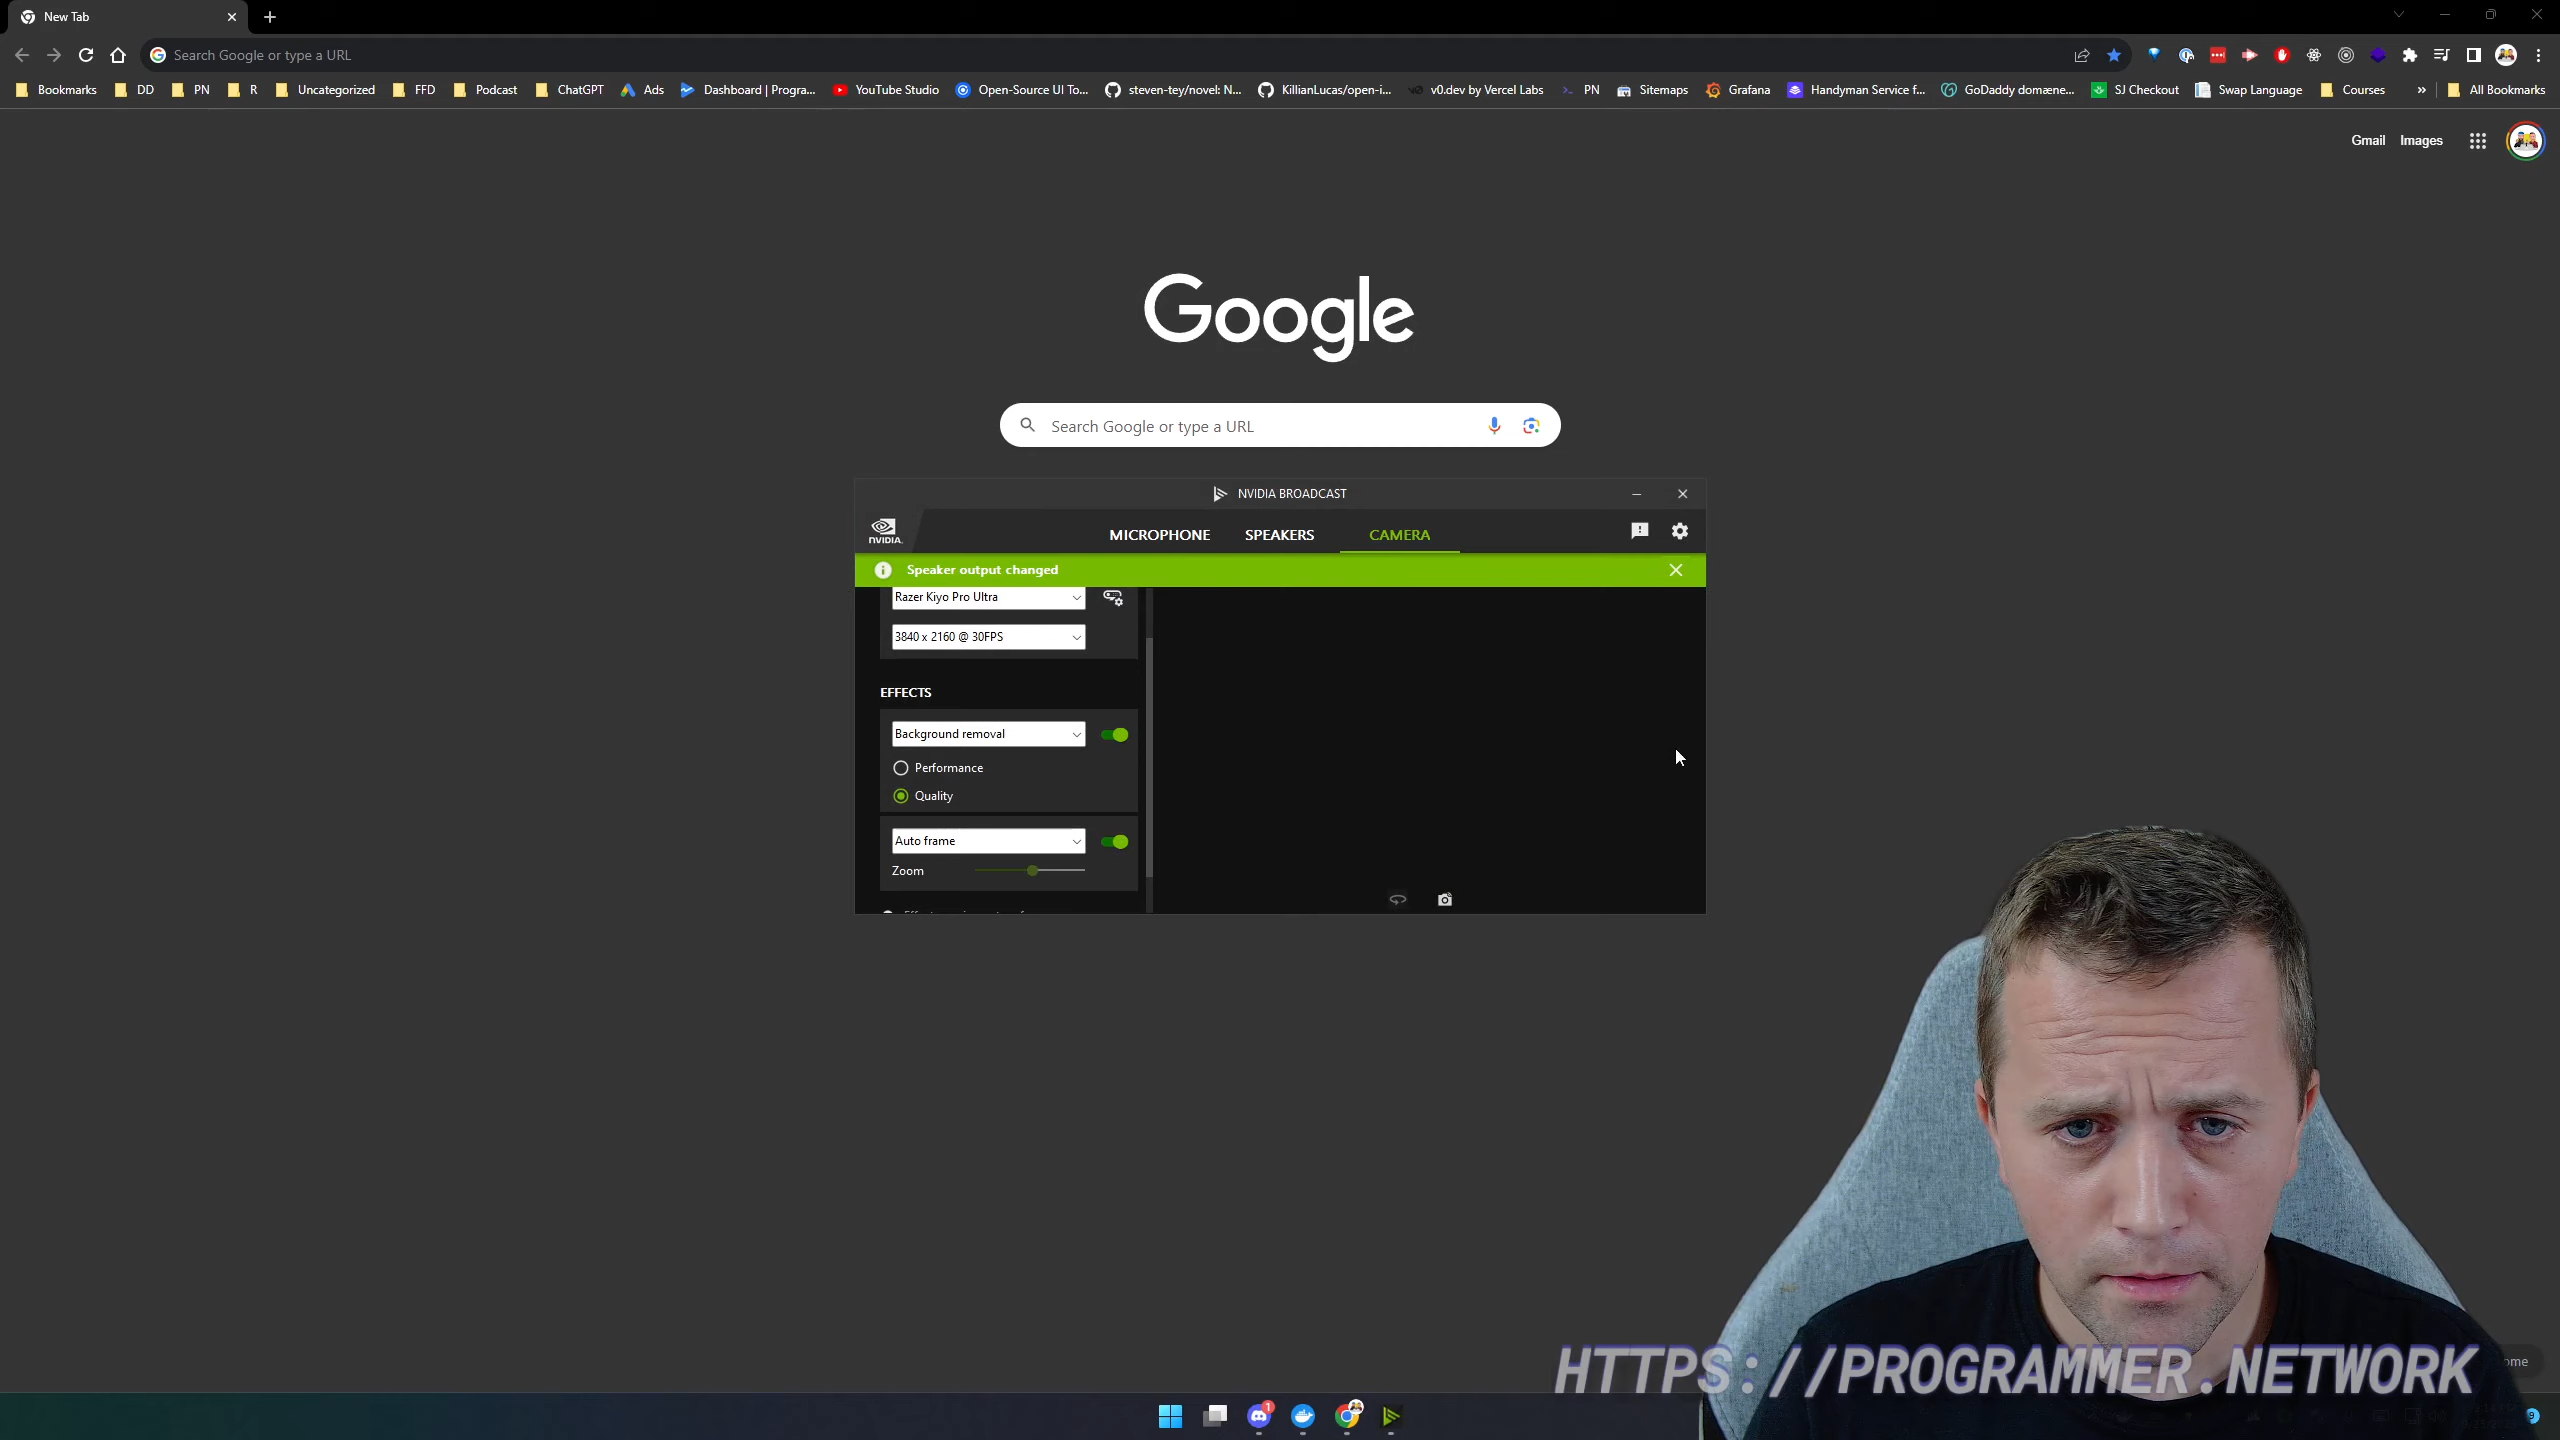 New Tab
Search Google or type a URL
Bookmarks DD PN R Uncategorized FFD Podcast ChatGPT Ads Dashboard | Progra... YouTube Studio Open-Source UI To... steven-tey/novel: N... KillianLucas/open-i... v0.dev by Vercel Labs PN Sitemaps Grafana Handyman Service f... GoDaddy domæne... SJ Checkout Swap Language Courses » All Bookmarks
Gmail Images
Google
Search Google or type a URL
NVIDIA BROADCAST
NVIDIA.
MICROPHONE SPEAKERS CAMERA
Speaker output changed
Razer Kiyo Pro Ultra
3840 x 2160 @ 30FPS
EFFECTS
Background removal
Performance
Quality
Auto frame
Zoom
HTTPS://PROGRAMMER.NETWORK
1
9